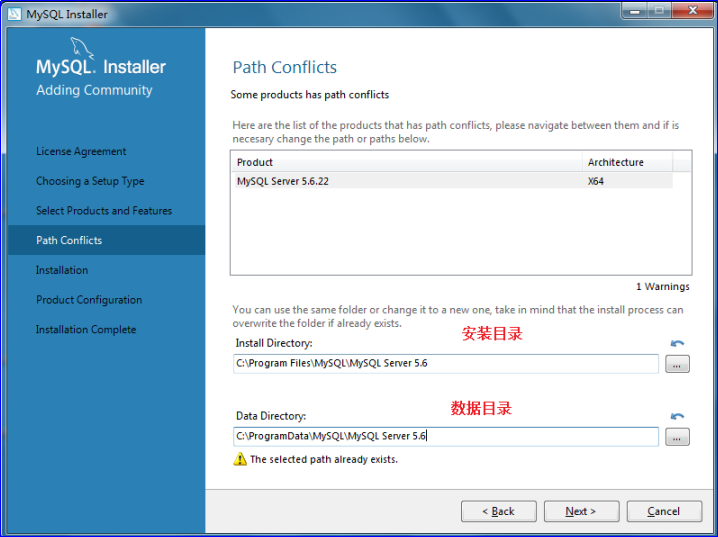 MySQL Installer
MySQL. Installer
Adding Community
License Agreement
Choosing a Setup Type
Select Products and Features
Path Conflicts
Installation
Product Configuration
Installation Complete
Path Conflicts
Some products has path conflicts
Here are the list of the products that has path conflicts, please navigate between them and if is
necesary change the path or paths below.
Product Architecture
MySQL Server 5.6.22 X64
1 Warnings
You can use the same folder or change it to a new one, take in mind that the install process can
overwrite the folder if already exists.
安装目录
Install Directory:
C:\Program Files\MySQL\MySQL Server 5.6
...
数据目录
Data Directory:
C:\ProgramData\MySQL\MySQL Server 5.6
...
The selected path already exists.
< Back Next > Cancel